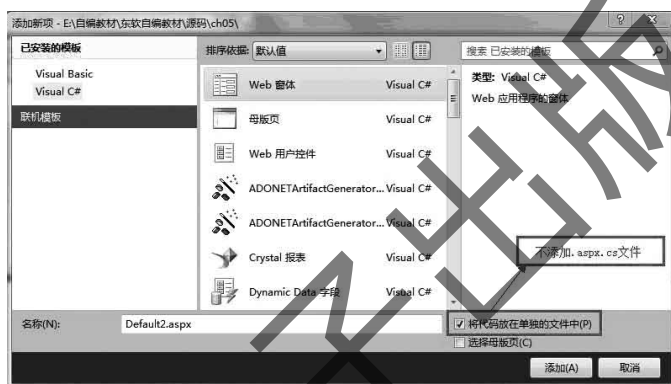 添加新项 - E:\自编教材\东软自编教材\源码\ch05\
已安装的模板
Visual Basic
Visual C#
联机模板
排序依据: 默认值
搜索 已安装的模板
Web 窗体 Visual C#
母版页 Visual C#
Web 用户控件 Visual C#
ADONETArtifactGenerator... Visual C#
ADONETArtifactGenerator... Visual C#
Crystal 报表 Visual C#
Dynamic Data 字段 Visual C#
类型: Visual C#
Web 应用程序的窗体
不添加.aspx.cs文件
名称(N): Default2.aspx
将代码放在单独的文件中(P)
选择母版页(C)
添加(A) 取消